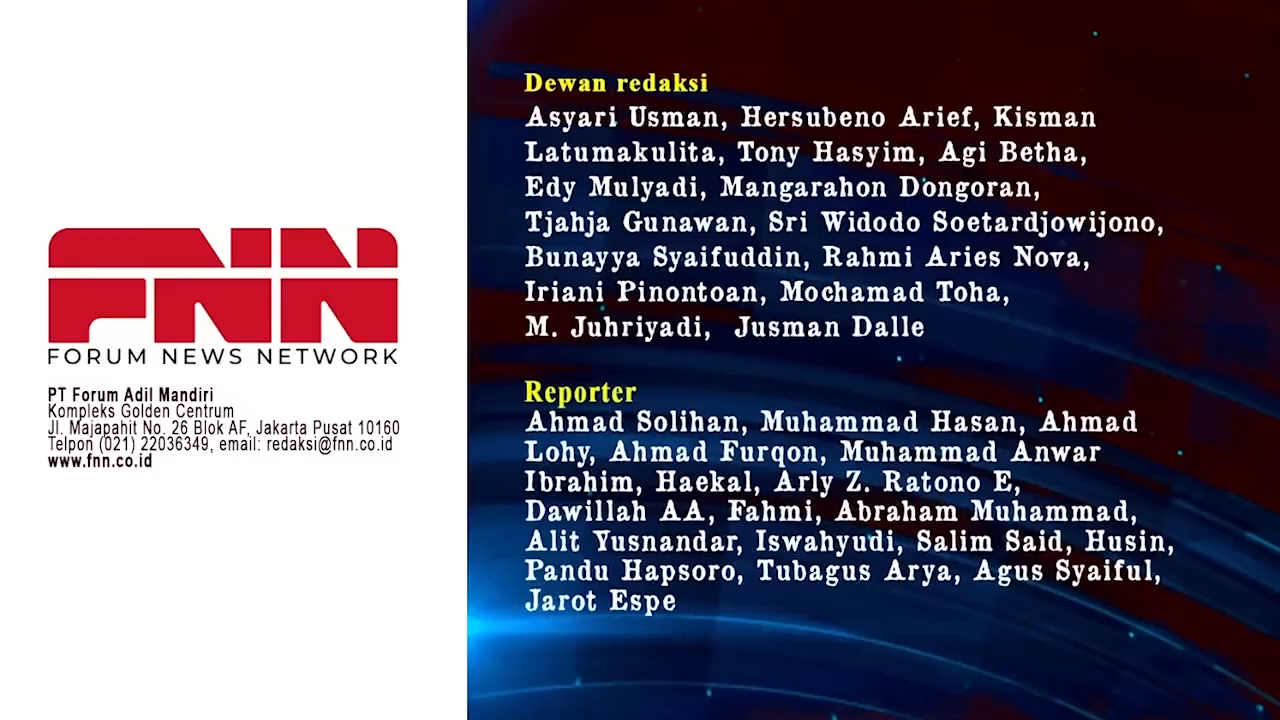 FNN
FORUM NEWS NETWORK
PT Forum Adil Mandiri
Kompleks Golden Centrum
Jl. Majapahit No. 26 Blok AF, Jakarta Pusat 10160
Telpon (021) 22036349, email: redaksi@fnn.co.id
www.fnn.co.id
Dewan redaksi
Asyari Usman, Hersubeno Arief, Kisman
Latumakulita, Tony Hasyim, Agi Betha,
Edy Mulyadi, Mangarahon Dongoran,
Tjahja Gunawan, Sri Widodo Soetardjowijono,
Bunayya Syaifuddin, Rahmi Aries Nova,
Iriani Pinontoan, Mochamad Toha,
M. Juhriyadi,  Jusman Dalle
Reporter
Ahmad Solihan, Muhammad Hasan, Ahmad
Lohy, Ahmad Furqon, Muhammad Anwar
Ibrahim, Haekal, Arly Z. Ratono E,
Dawillah AA, Fahmi, Abraham Muhammad,
Alit Yusnandar, Iswahyudi, Salim Said, Husin,
Pandu Hapsoro, Tubagus Arya, Agus Syaiful,
Jarot Espe